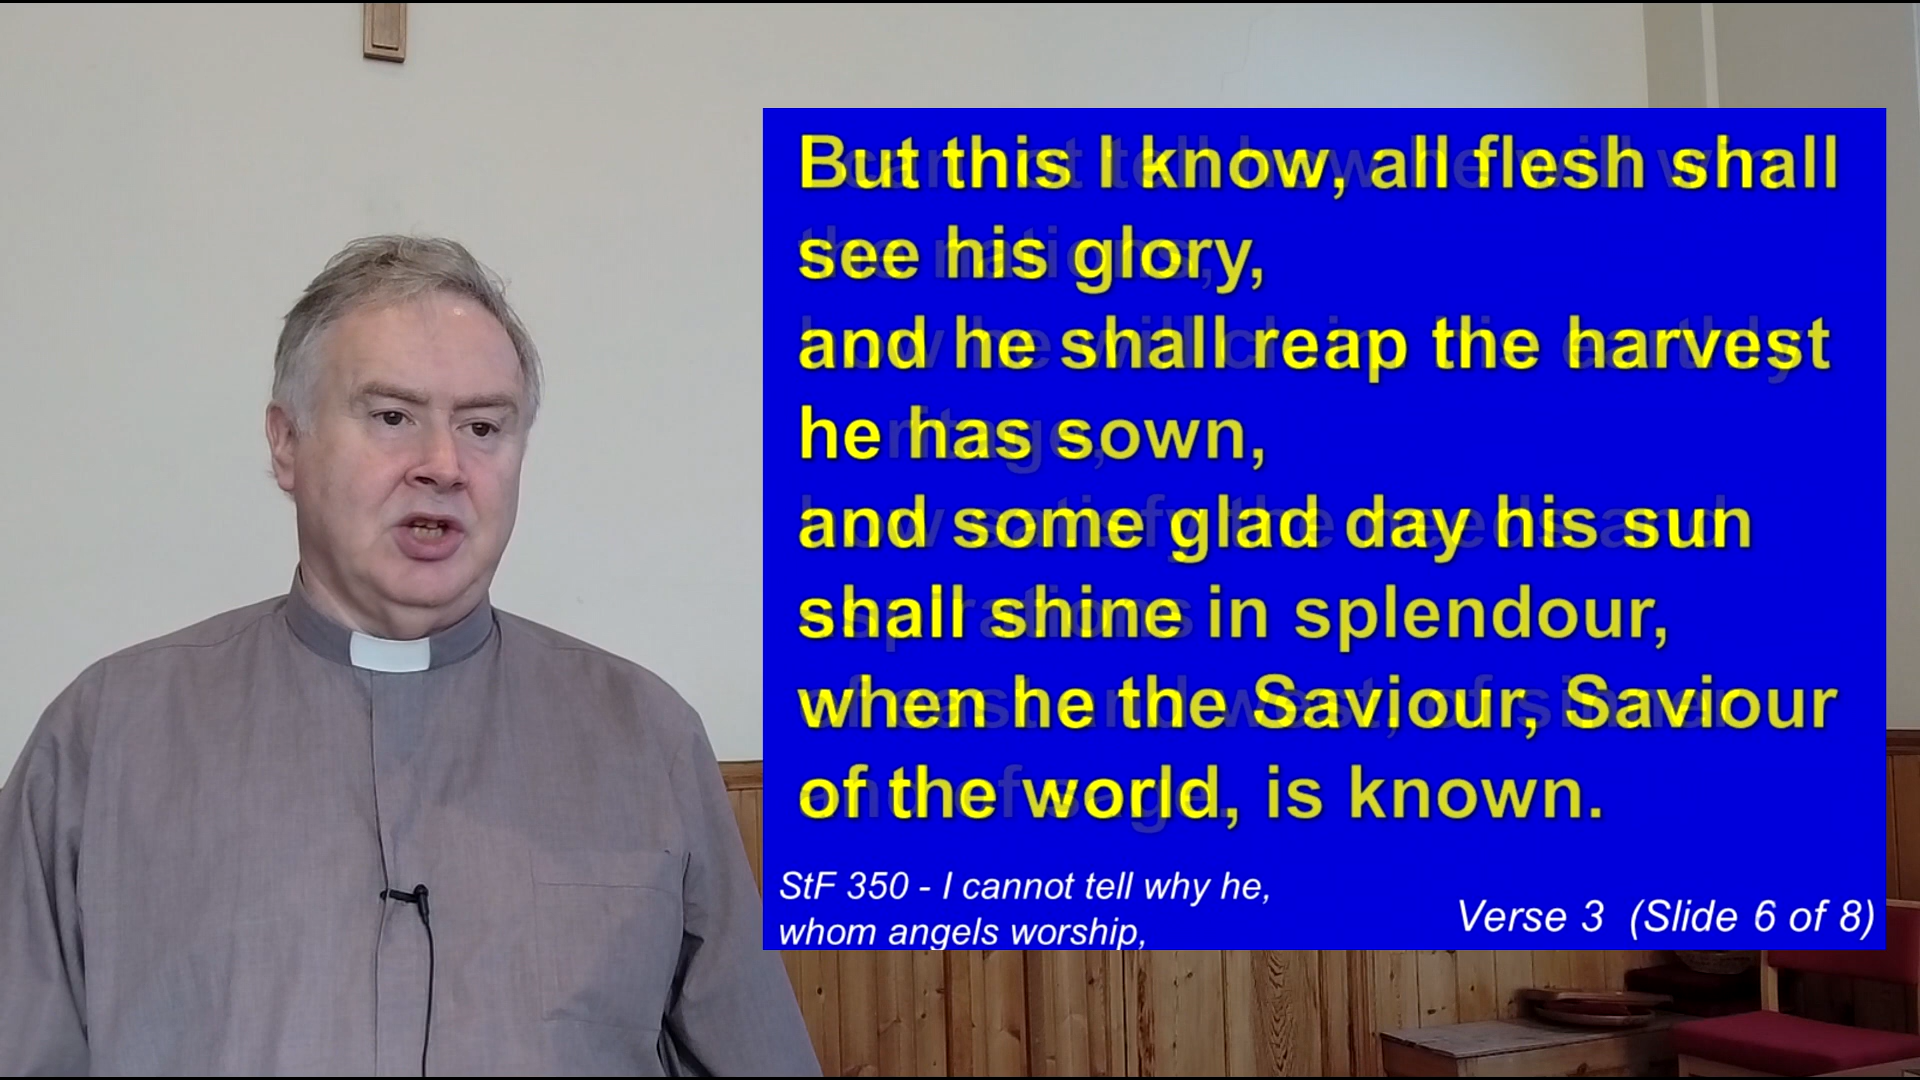 But this I know, all flesh shall
see his glory,
and he shall reap the harvest
he has sown,
and some glad day his sun
shall shine in splendour,
when he the Saviour, Saviour
of the world, is known.
StF 350 - I cannot tell why he,
whom angels worship,
Verse 3 (Slide 6 of 8)